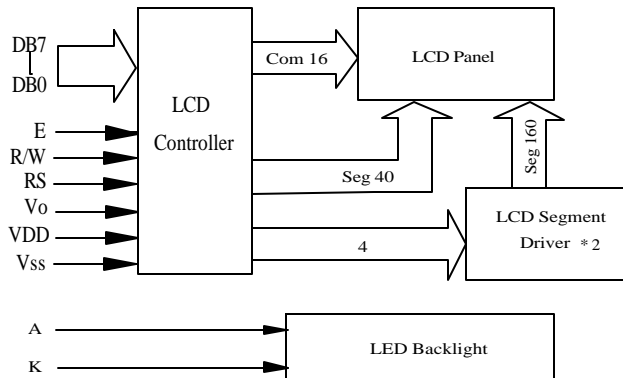 DB7
DB0
E
R/W
RS
Vo
VDD
Vss
LCD
Controller
Com 16
LCD Panel
Seg 40
Seg 160
4
LCD Segment
Driver *2
A
K
LED Backlight